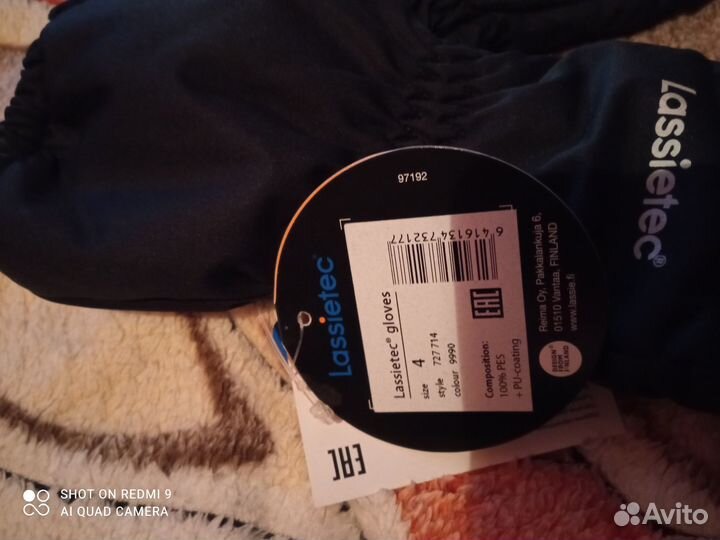 Lassietec®
97192
Lassietec®
6 416134 732177
Lassietec® gloves
size 4
style 727 714
colour 9990
EAC
Composition:
100% PES
+ PU-coating
Reima Oy, Pakkalankuja 6,
01510 Vantaa, FINLAND
www.lassie.fi
DESIGN
FROM
FINLAND
EAC
SHOT ON REDMI 9
AI QUAD CAMERA
Avito